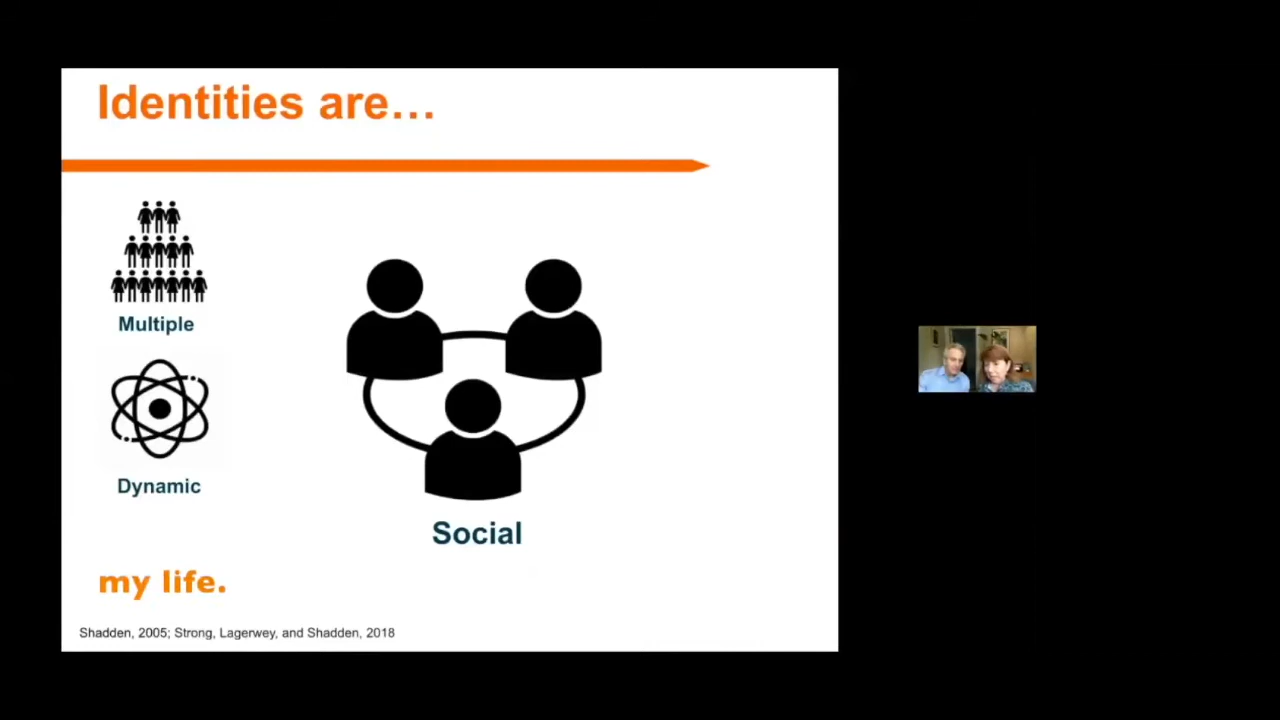 Identities are…
Multiple
Dynamic
Social
my life.
Shadden, 2005; Strong, Lagerwey, and Shadden, 2018